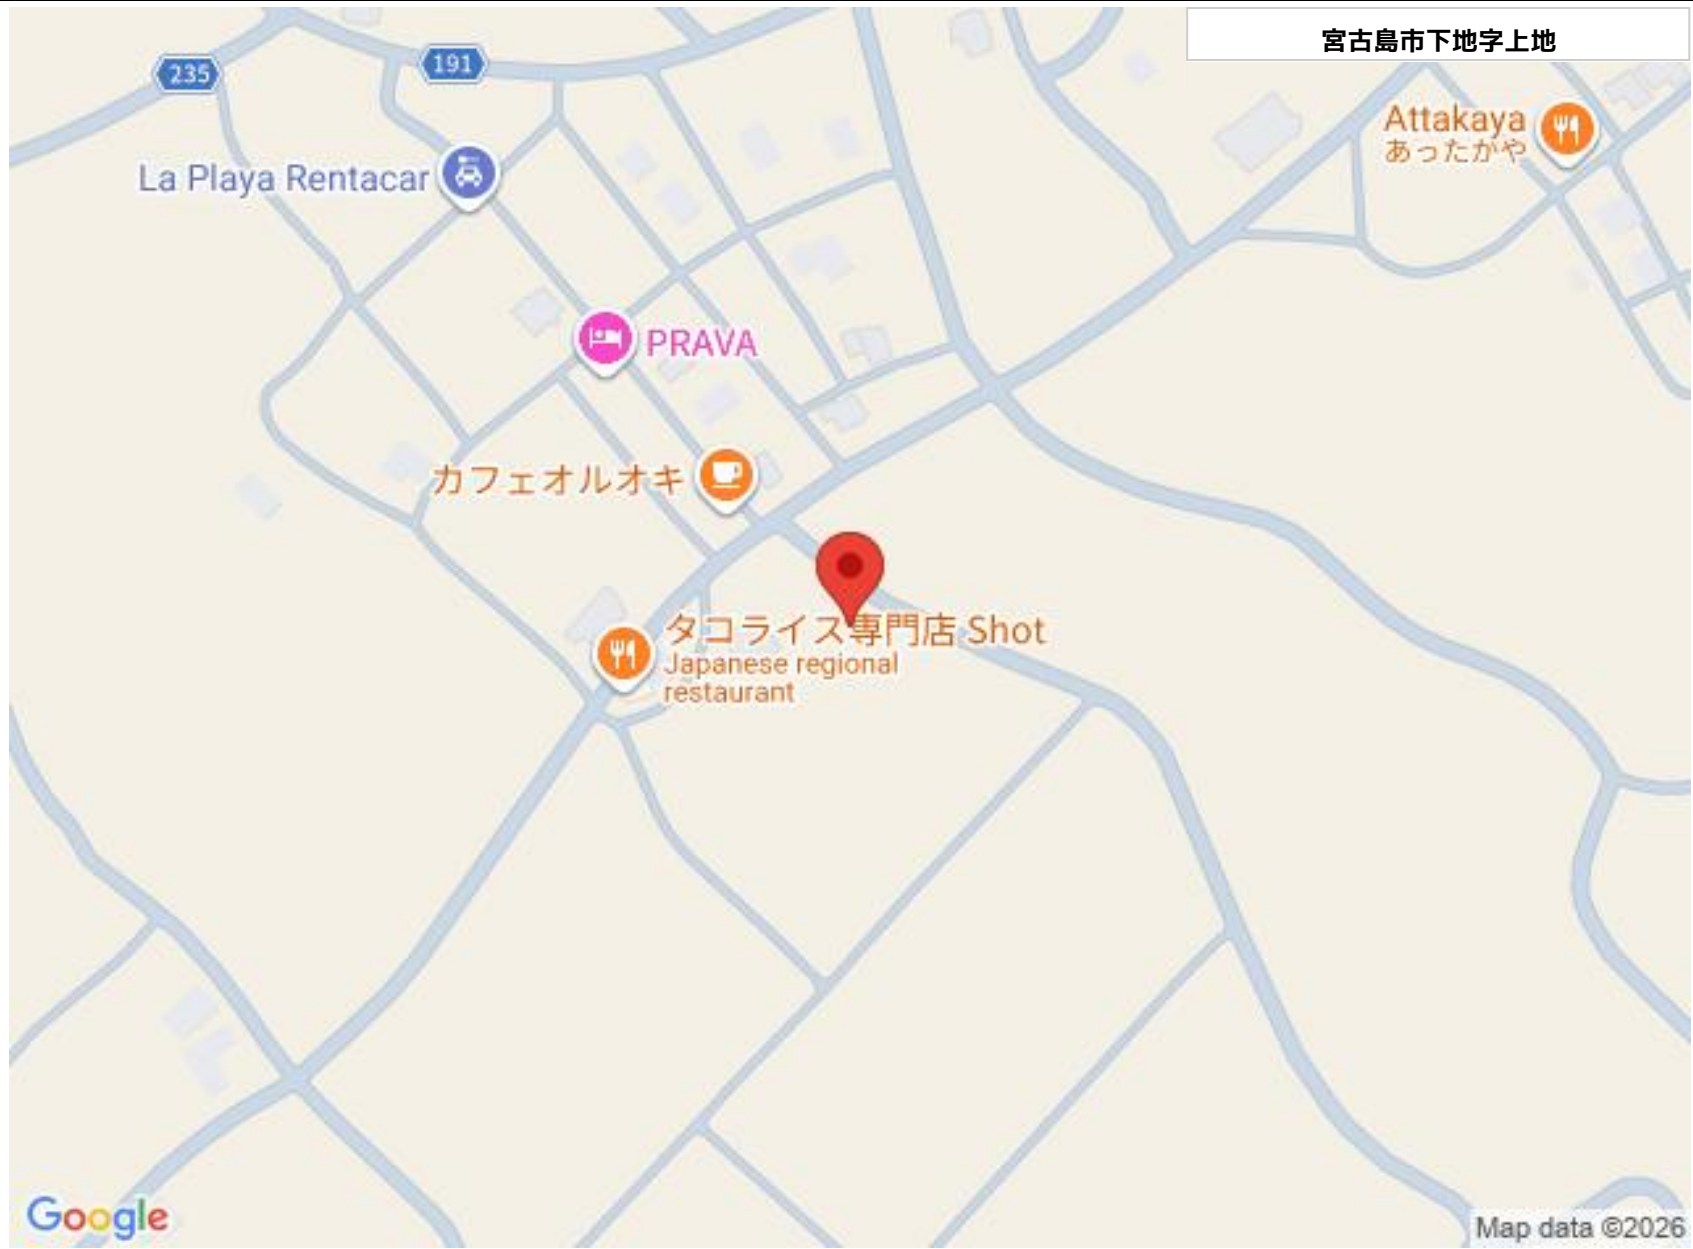 宮古島市下地字上地
235
191
Attakaya
あったがや
La Playa Rentacar
PRAVA
カフェオルオキ
タコライス専門店 Shot
Japanese regional
restaurant
Google
Map data ©2026